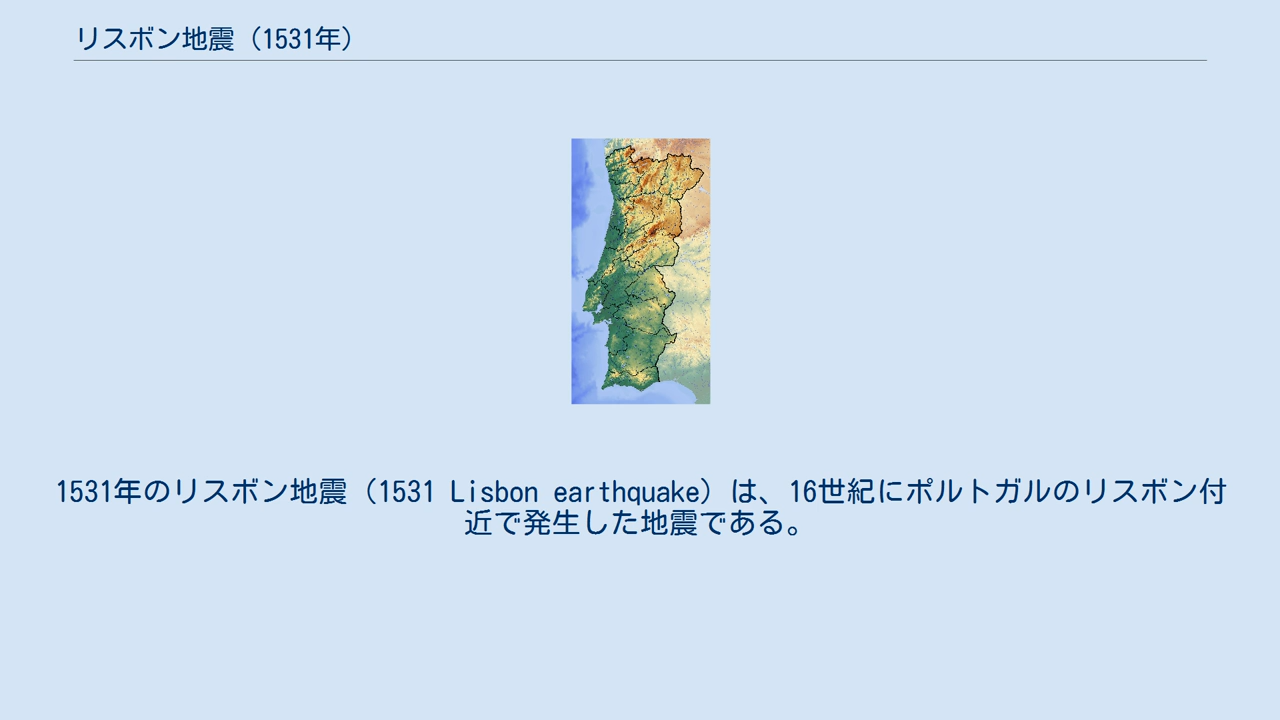 リスボン地震（1531年）
1531年のリスボン地震（1531 Lisbon earthquake）は、16世紀にポルトガルのリスボン付
近で発生した地震である。